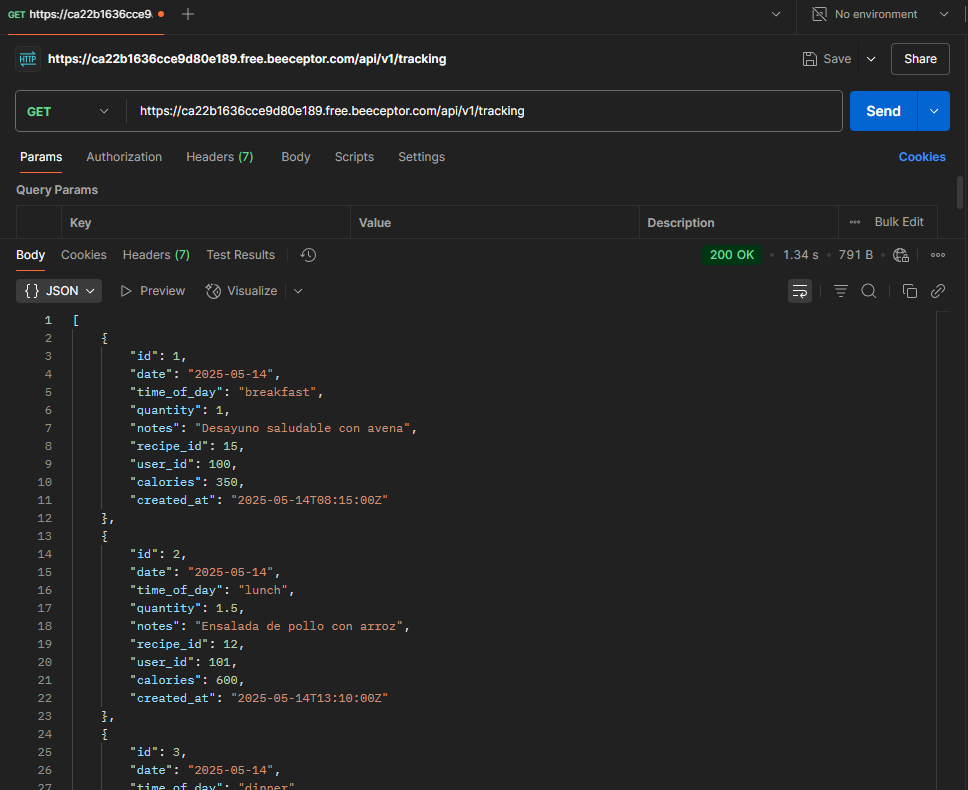 GET https://ca22b1636cce9
No environment
HTTP https://ca22b1636cce9d80e189.free.beeceptor.com/api/v1/tracking
Save
Share
GET https://ca22b1636cce9d80e189.free.beeceptor.com/api/v1/tracking
Send
Params Authorization Headers (7) Body Scripts Settings Cookies
Query Params
Key Value Description Bulk Edit
Body Cookies Headers (7) Test Results 200 OK 1.34 s 791 B
{} JSON Preview Visualize
1 [
2 {
3 "id": 1,
4 "date": "2025-05-14",
5 "time_of_day": "breakfast",
6 "quantity": 1,
7 "notes": "Desayuno saludable con avena",
8 "recipe_id": 15,
9 "user_id": 100,
10 "calories": 350,
11 "created_at": "2025-05-14T08:15:00Z"
12 },
13 {
14 "id": 2,
15 "date": "2025-05-14",
16 "time_of_day": "lunch",
17 "quantity": 1.5,
18 "notes": "Ensalada de pollo con arroz",
19 "recipe_id": 12,
20 "user_id": 101,
21 "calories": 600,
22 "created_at": "2025-05-14T13:10:00Z"
23 },
24 {
25 "id": 3,
26 "date": "2025-05-14",
27 "time_of_day": "dinner"